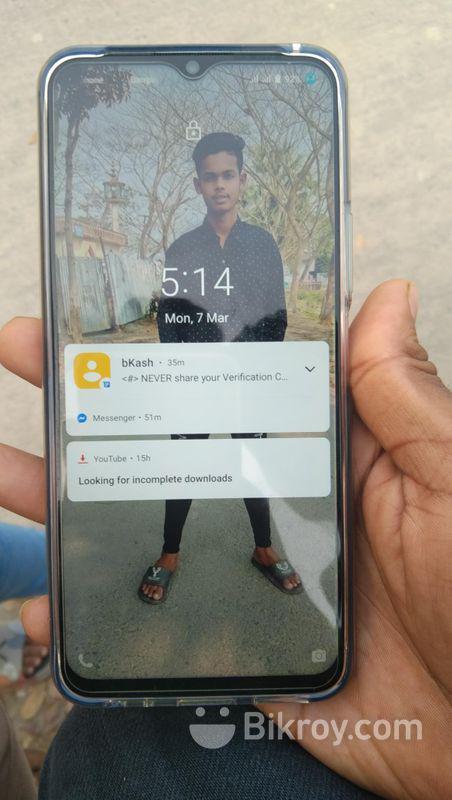 92%
5:14
Mon, 7 Mar
bKash • 35m
<#> NEVER share your Verification C...
Messenger • 51m
YouTube • 15h
Looking for incomplete downloads
Bikroy.com